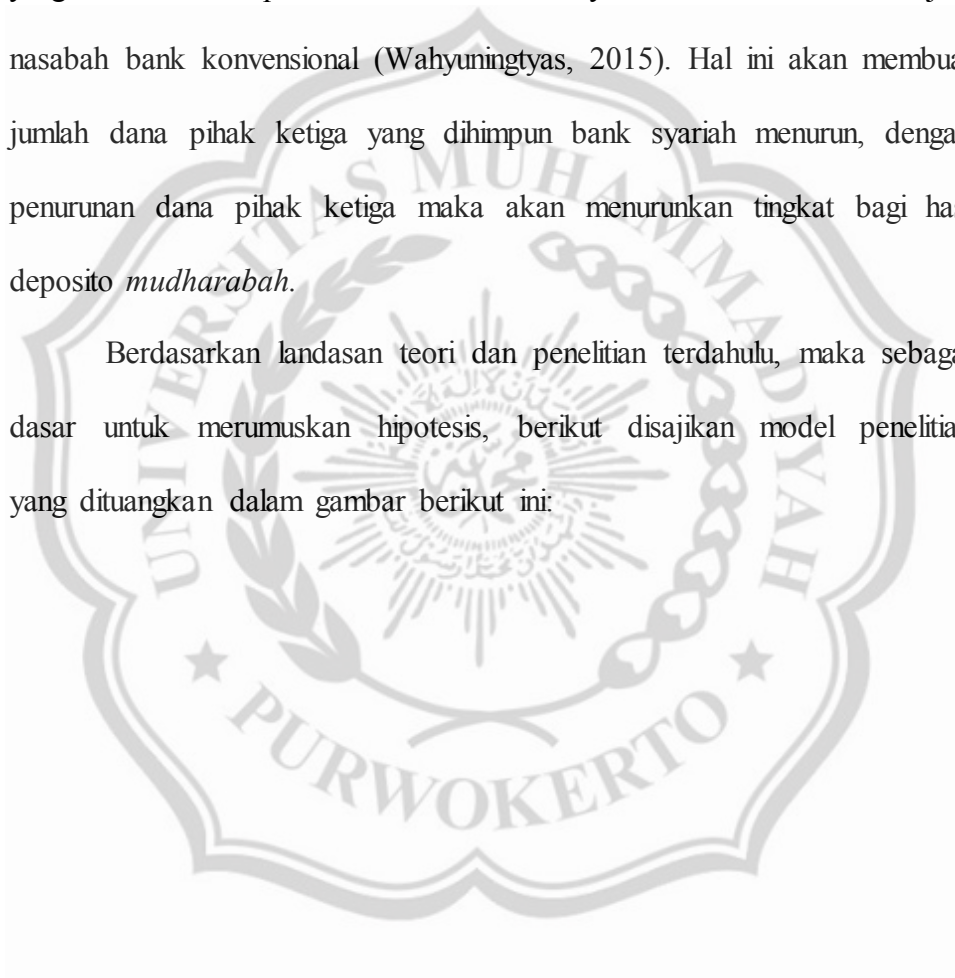 nasabah bank konvensional (Wahyuningtyas, 2015). Hal ini akan membua
jumlah dana pihak ketiga yang dihimpun bank syariah menurun, denga
penurunan dana pihak ketiga maka akan menurunkan tingkat bagi has
deposito mudharabah.
Berdasarkan landasan teori dan penelitian terdahulu, maka sebaga
dasar untuk merumuskan hipotesis, berikut disajikan model penelitia
yang dituangkan dalam gambar berikut ini:
UNIVERSITAS MUHAMMADIYAH
PURWOKERTO